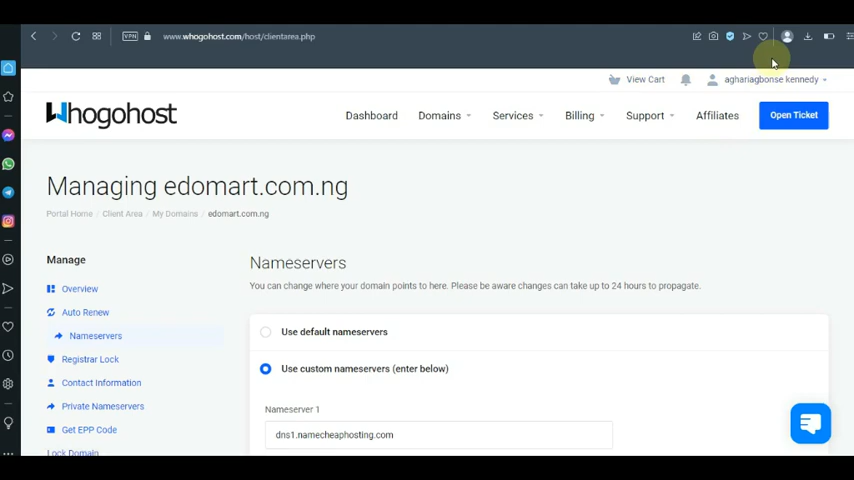 VPN
www.whogohost.com/host/clientarea.php
View Cart
aghariagbonse kennedy
Whogohost
Dashboard
Domains
Services
Billing
Support
Affiliates
Open Ticket
Managing edomart.com.ng
Portal Home / Client Area / My Domains / edomart.com.ng
Manage
Overview
Auto Renew
Nameservers
Registrar Lock
Contact Information
Private Nameservers
Get EPP Code
Lock Domain
Nameservers
You can change where your domain points to here. Please be aware changes can take up to 24 hours to propagate.
Use default nameservers
Use custom nameservers (enter below)
Nameserver 1
dns1.namecheaphosting.com